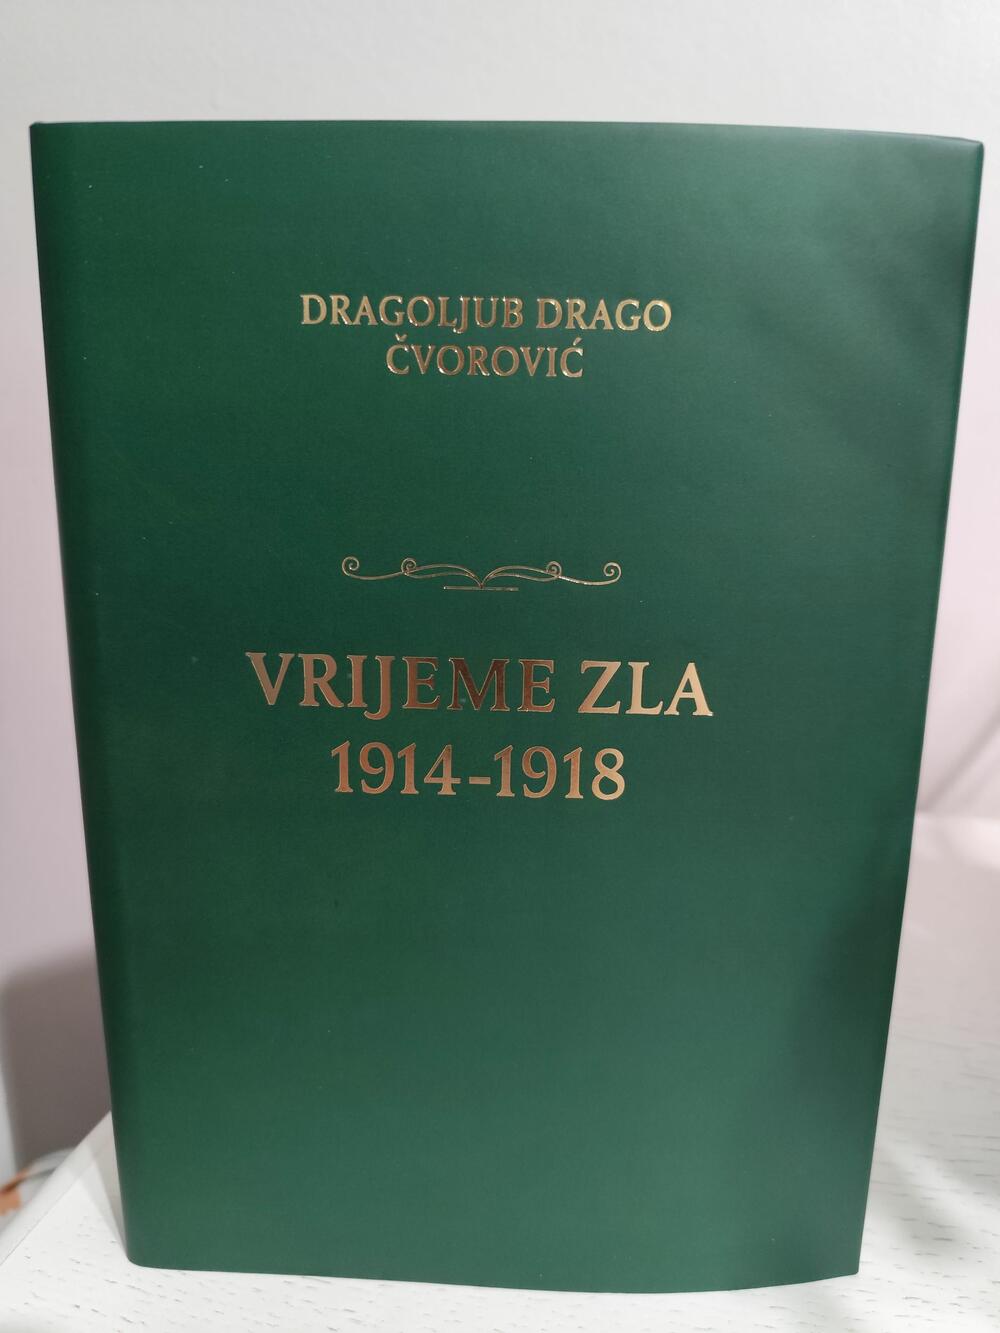 DRAGOLJUB DRAGO
ČVOROVIĆ
VRIJEME ZLA
1914-1918